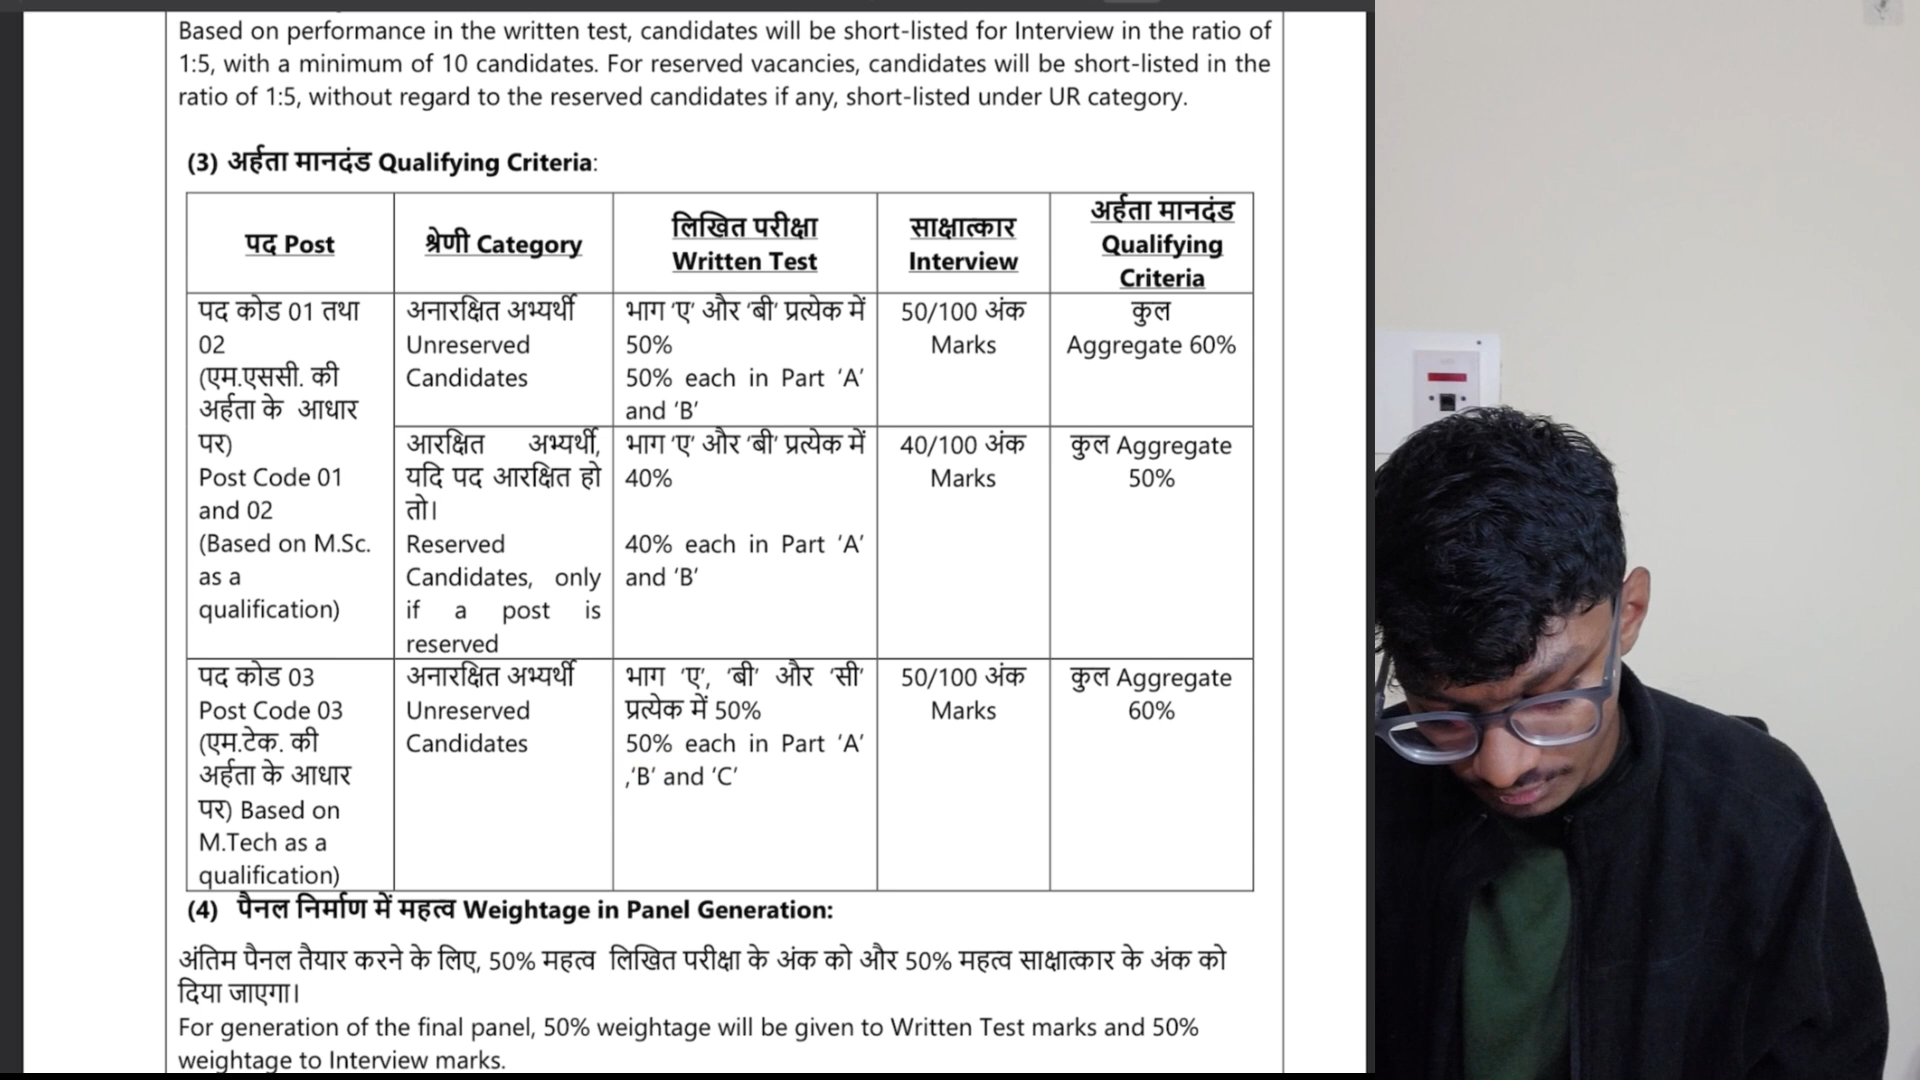 Based on performance in the written test, candidates will be short-listed for Interview in the ratio of
1:5, with a minimum of 10 candidates. For reserved vacancies, candidates will be short-listed in the
ratio of 1:5, without regard to the reserved candidates if any, short-listed under UR category.
(3) अर्हता मानदंड Qualifying Criteria:
पद Post
श्रेणी Category
लिखित परीक्षा
Written Test
साक्षात्कार
Interview
अर्हता मानदंड
Qualifying
Criteria
पद कोड 01 तथा
02
(एम.एससी. की
अर्हता के आधार
पर)
Post Code 01
and 02
(Based on M.Sc.
as a
qualification)
अनारक्षित अभ्यर्थी
Unreserved
Candidates
भाग ‘ए’ और ‘बी’ प्रत्येक में
50%
50% each in Part ‘A’
and ‘B’
50/100 अंक
Marks
कुल
Aggregate 60%
आरक्षित अभ्यर्थी,
यदि पद आरक्षित हो
तो।
Reserved
Candidates, only
if a post is
reserved
भाग ‘ए’ और ‘बी’ प्रत्येक में
40%
40% each in Part ‘A’
and ‘B’
40/100 अंक
Marks
कुल Aggregate
50%
पद कोड 03
Post Code 03
(एम.टेक. की
अर्हता के आधार
पर) Based on
M.Tech as a
qualification)
अनारक्षित अभ्यर्थी
Unreserved
Candidates
भाग ‘ए’, ‘बी’ और ‘सी’
प्रत्येक में 50%
50% each in Part ‘A’
,‘B’ and ‘C’
50/100 अंक
Marks
कुल Aggregate
60%
(4) पैनल निर्माण में महत्व Weightage in Panel Generation:
अंतिम पैनल तैयार करने के लिए, 50% महत्व लिखित परीक्षा के अंक को और 50% महत्व साक्षात्कार के अंक को
दिया जाएगा।
For generation of the final panel, 50% weightage will be given to Written Test marks and 50%
weightage to Interview marks.